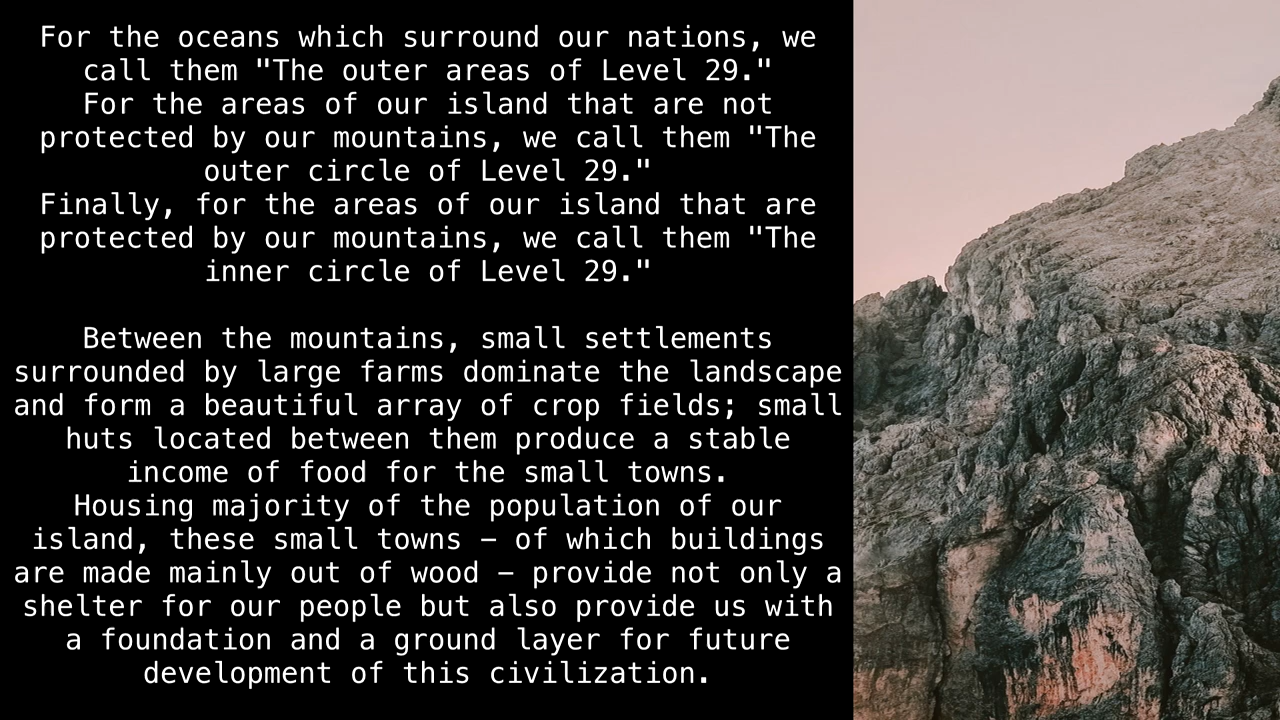 For the oceans which surround our nations, we
call them "The outer areas of Level 29."
For the areas of our island that are not
protected by our mountains, we call them "The
outer circle of Level 29."
Finally, for the areas of our island that are
protected by our mountains, we call them "The
inner circle of Level 29."
Between the mountains, small settlements
surrounded by large farms dominate the landscape
and form a beautiful array of crop fields; small
huts located between them produce a stable
income of food for the small towns.
Housing majority of the population of our
island, these small towns – of which buildings
are made mainly out of wood – provide not only a
shelter for our people but also provide us with
a foundation and a ground layer for future
development of this civilization.